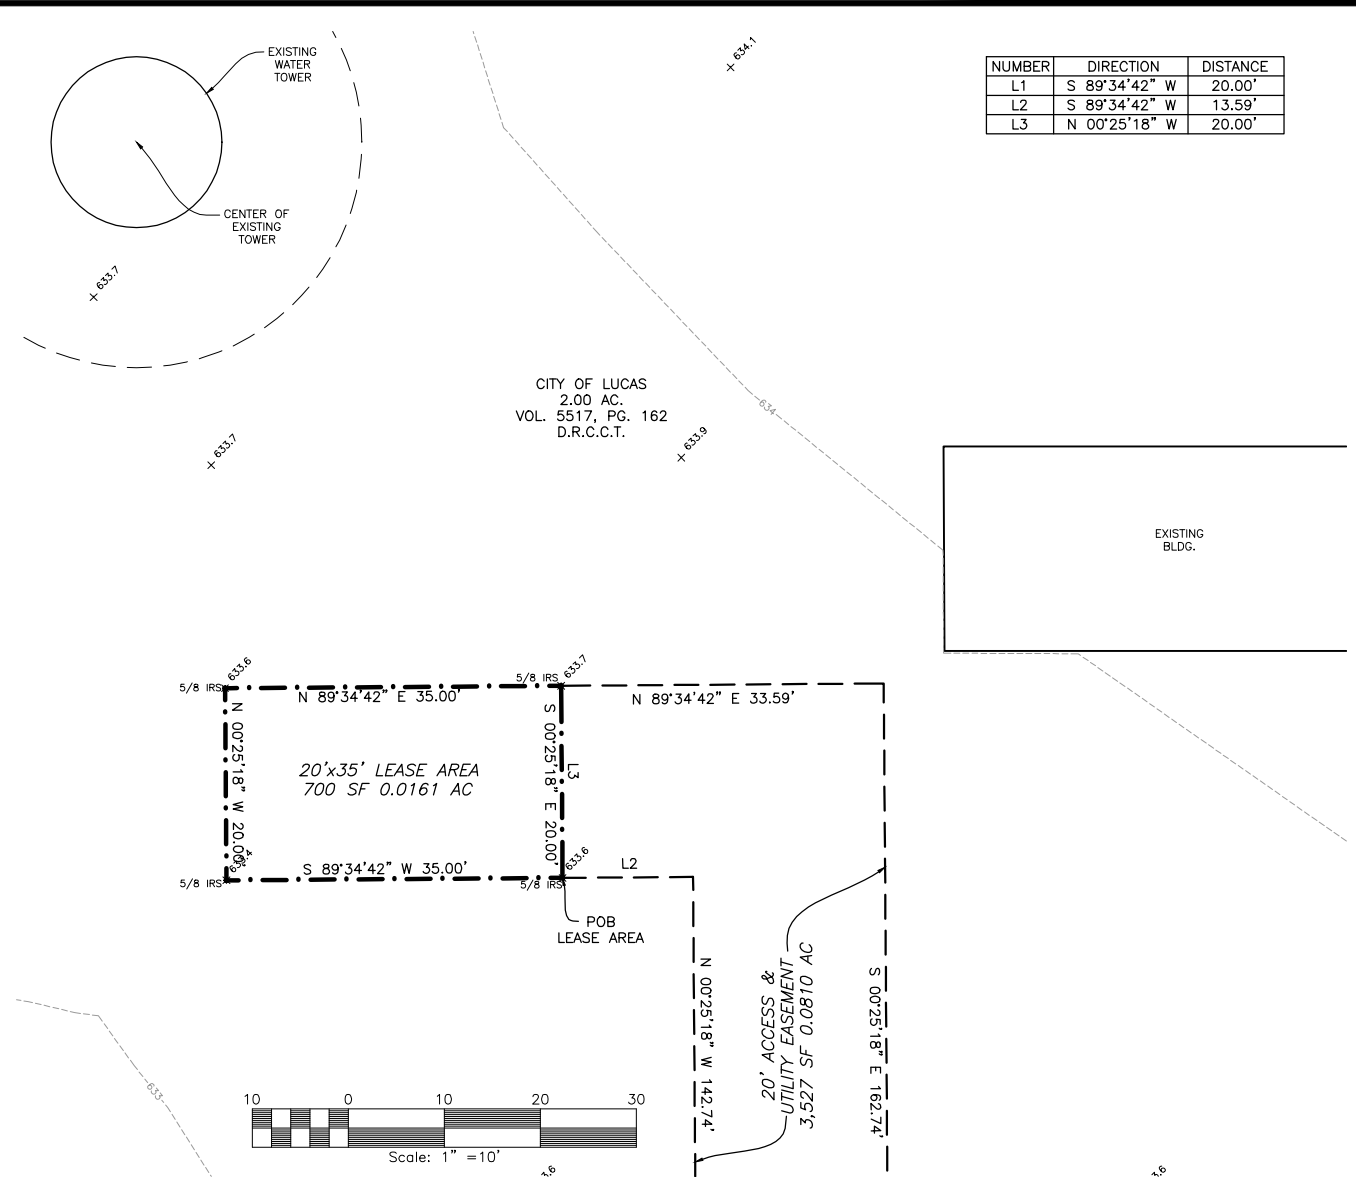 EXISTING
WATER
TOWER
634.1
NUMBER DIRECTION DISTANCE
L1 S 89°34'42" W 20.00'
L2 S 89°34'42" W 13.59'
L3 N 00°25'18" W 20.00'
CENTER OF
EXISTING
TOWER
633.7
CITY OF LUCAS
2.00 AC.
VOL. 5517, PG. 162
D.R.C.C.T.
634
633.7
633.9
EXISTING
BLDG.
633.6
633.7
5/8 IRS
5/8 IRS
N 89°34'42" E 35.00'
N 89°34'42" E 33.59'
N 00°25'18" W 20.00'
20'x35' LEASE AREA
700 SF 0.0161 AC
S 00°25'18" E 20.00'
L3
S 89°34'42" W 35.00'
633.6
L2
5/8 IRS
5/8 IRS
POB
LEASE AREA
N 00°25'18" W 142.74'
20' ACCESS &
UTILITY EASEMENT
3,527 SF 0.0810 AC
S 00°25'18" E 162.74'
633
10 0 10 20 30
Scale: 1" =10'